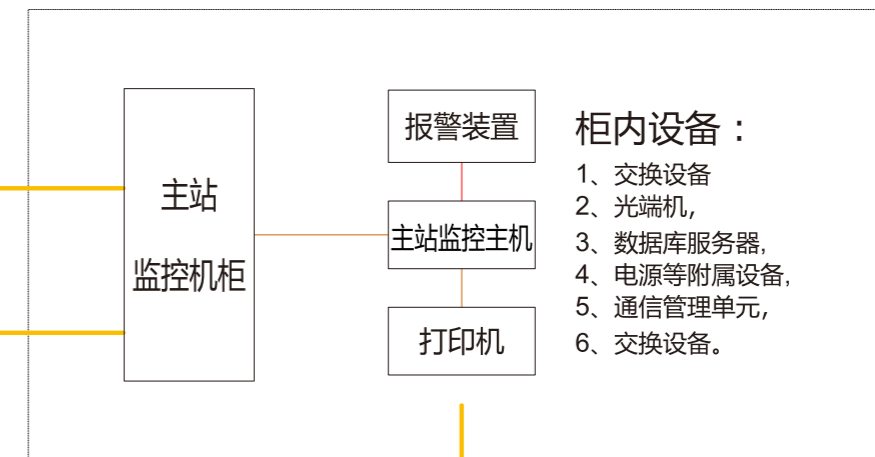 主站
监控机柜
报警装置
主站监控主机
打印机
柜内设备：
1、交换设备
2、光端机，
3、数据库服务器,
4、电源等附属设备,
5、通信管理单元，
6、交换设备。